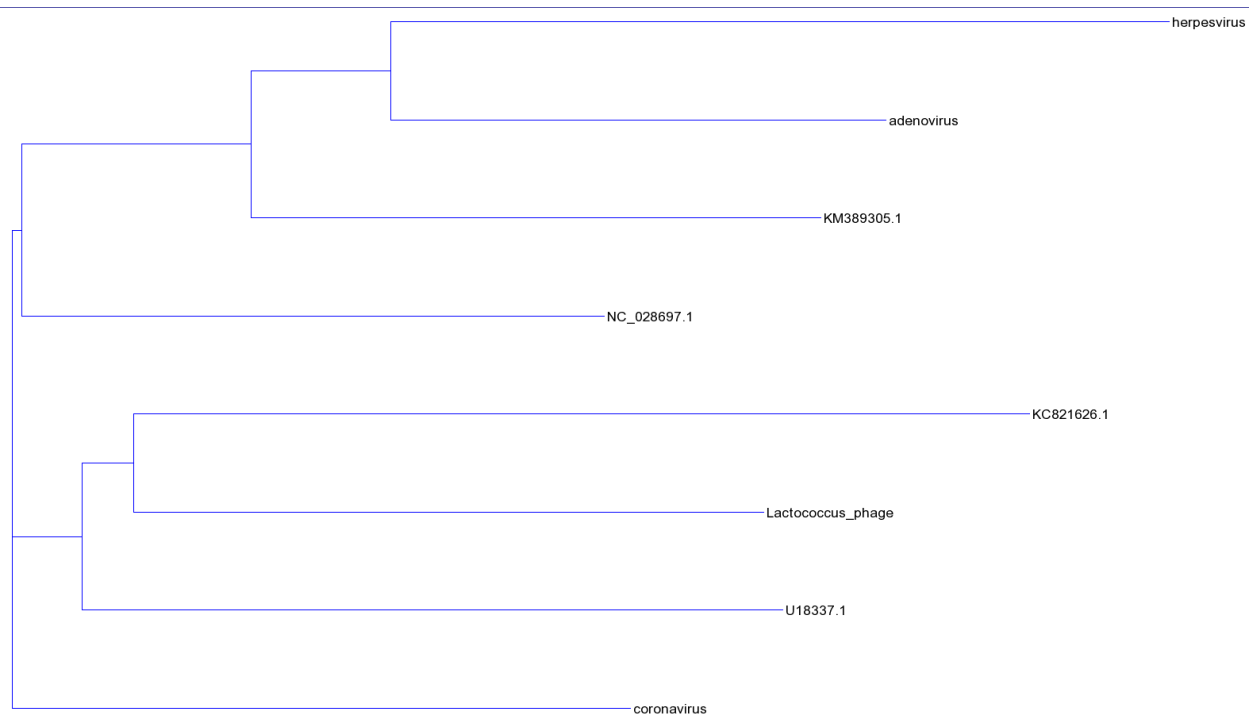 herpesvirus
adenovirus
KM389305.1
NC_028697.1
KC821626.1
Lactococcus_phage
U18337.1
coronavirus